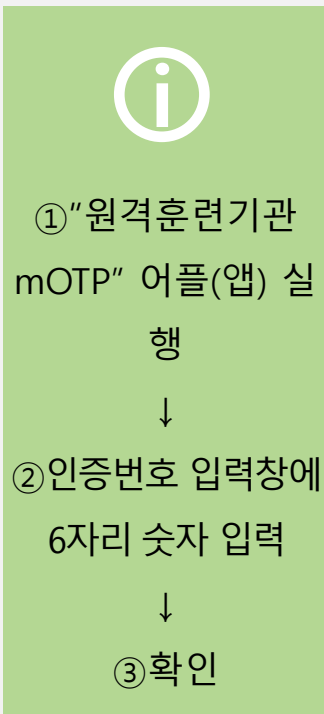 ①"원격훈련기관
mOTP" 어플(앱) 실
행
↓
②인증번호 입력창에
6자리 숫자 입력
↓
③확인